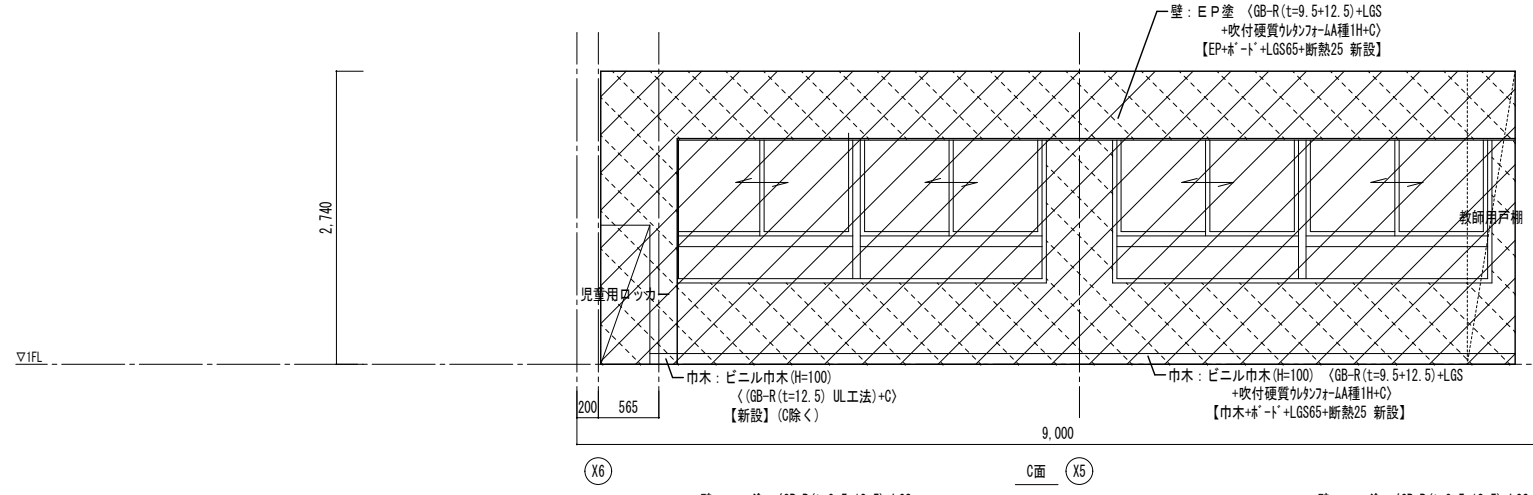 壁：ＥＰ塗 〈GB-R(t=9.5+12.5)+LGS
+吹付硬質ｳﾚﾀﾝﾌｫｰﾑA種1H+C〉
【EP+ﾎﾞｰﾄﾞ+LGS65+断熱25 新設】
2,740
教師用戸棚
児童用ロッカ
▽1FL
巾木：ビニル巾木(H=100)
〈(GB-R(t=12.5) UL工法)+C〉
【新設】(C除く)
巾木：ビニル巾木(H=100) 〈GB-R(t=9.5+12.5)+LGS
+吹付硬質ｳﾚﾀﾝﾌｫｰﾑA種1H+C〉
【巾木+ﾎﾞｰﾄﾞ+LGS65+断熱25 新設】
200 565
9,000
X6 C面 X5